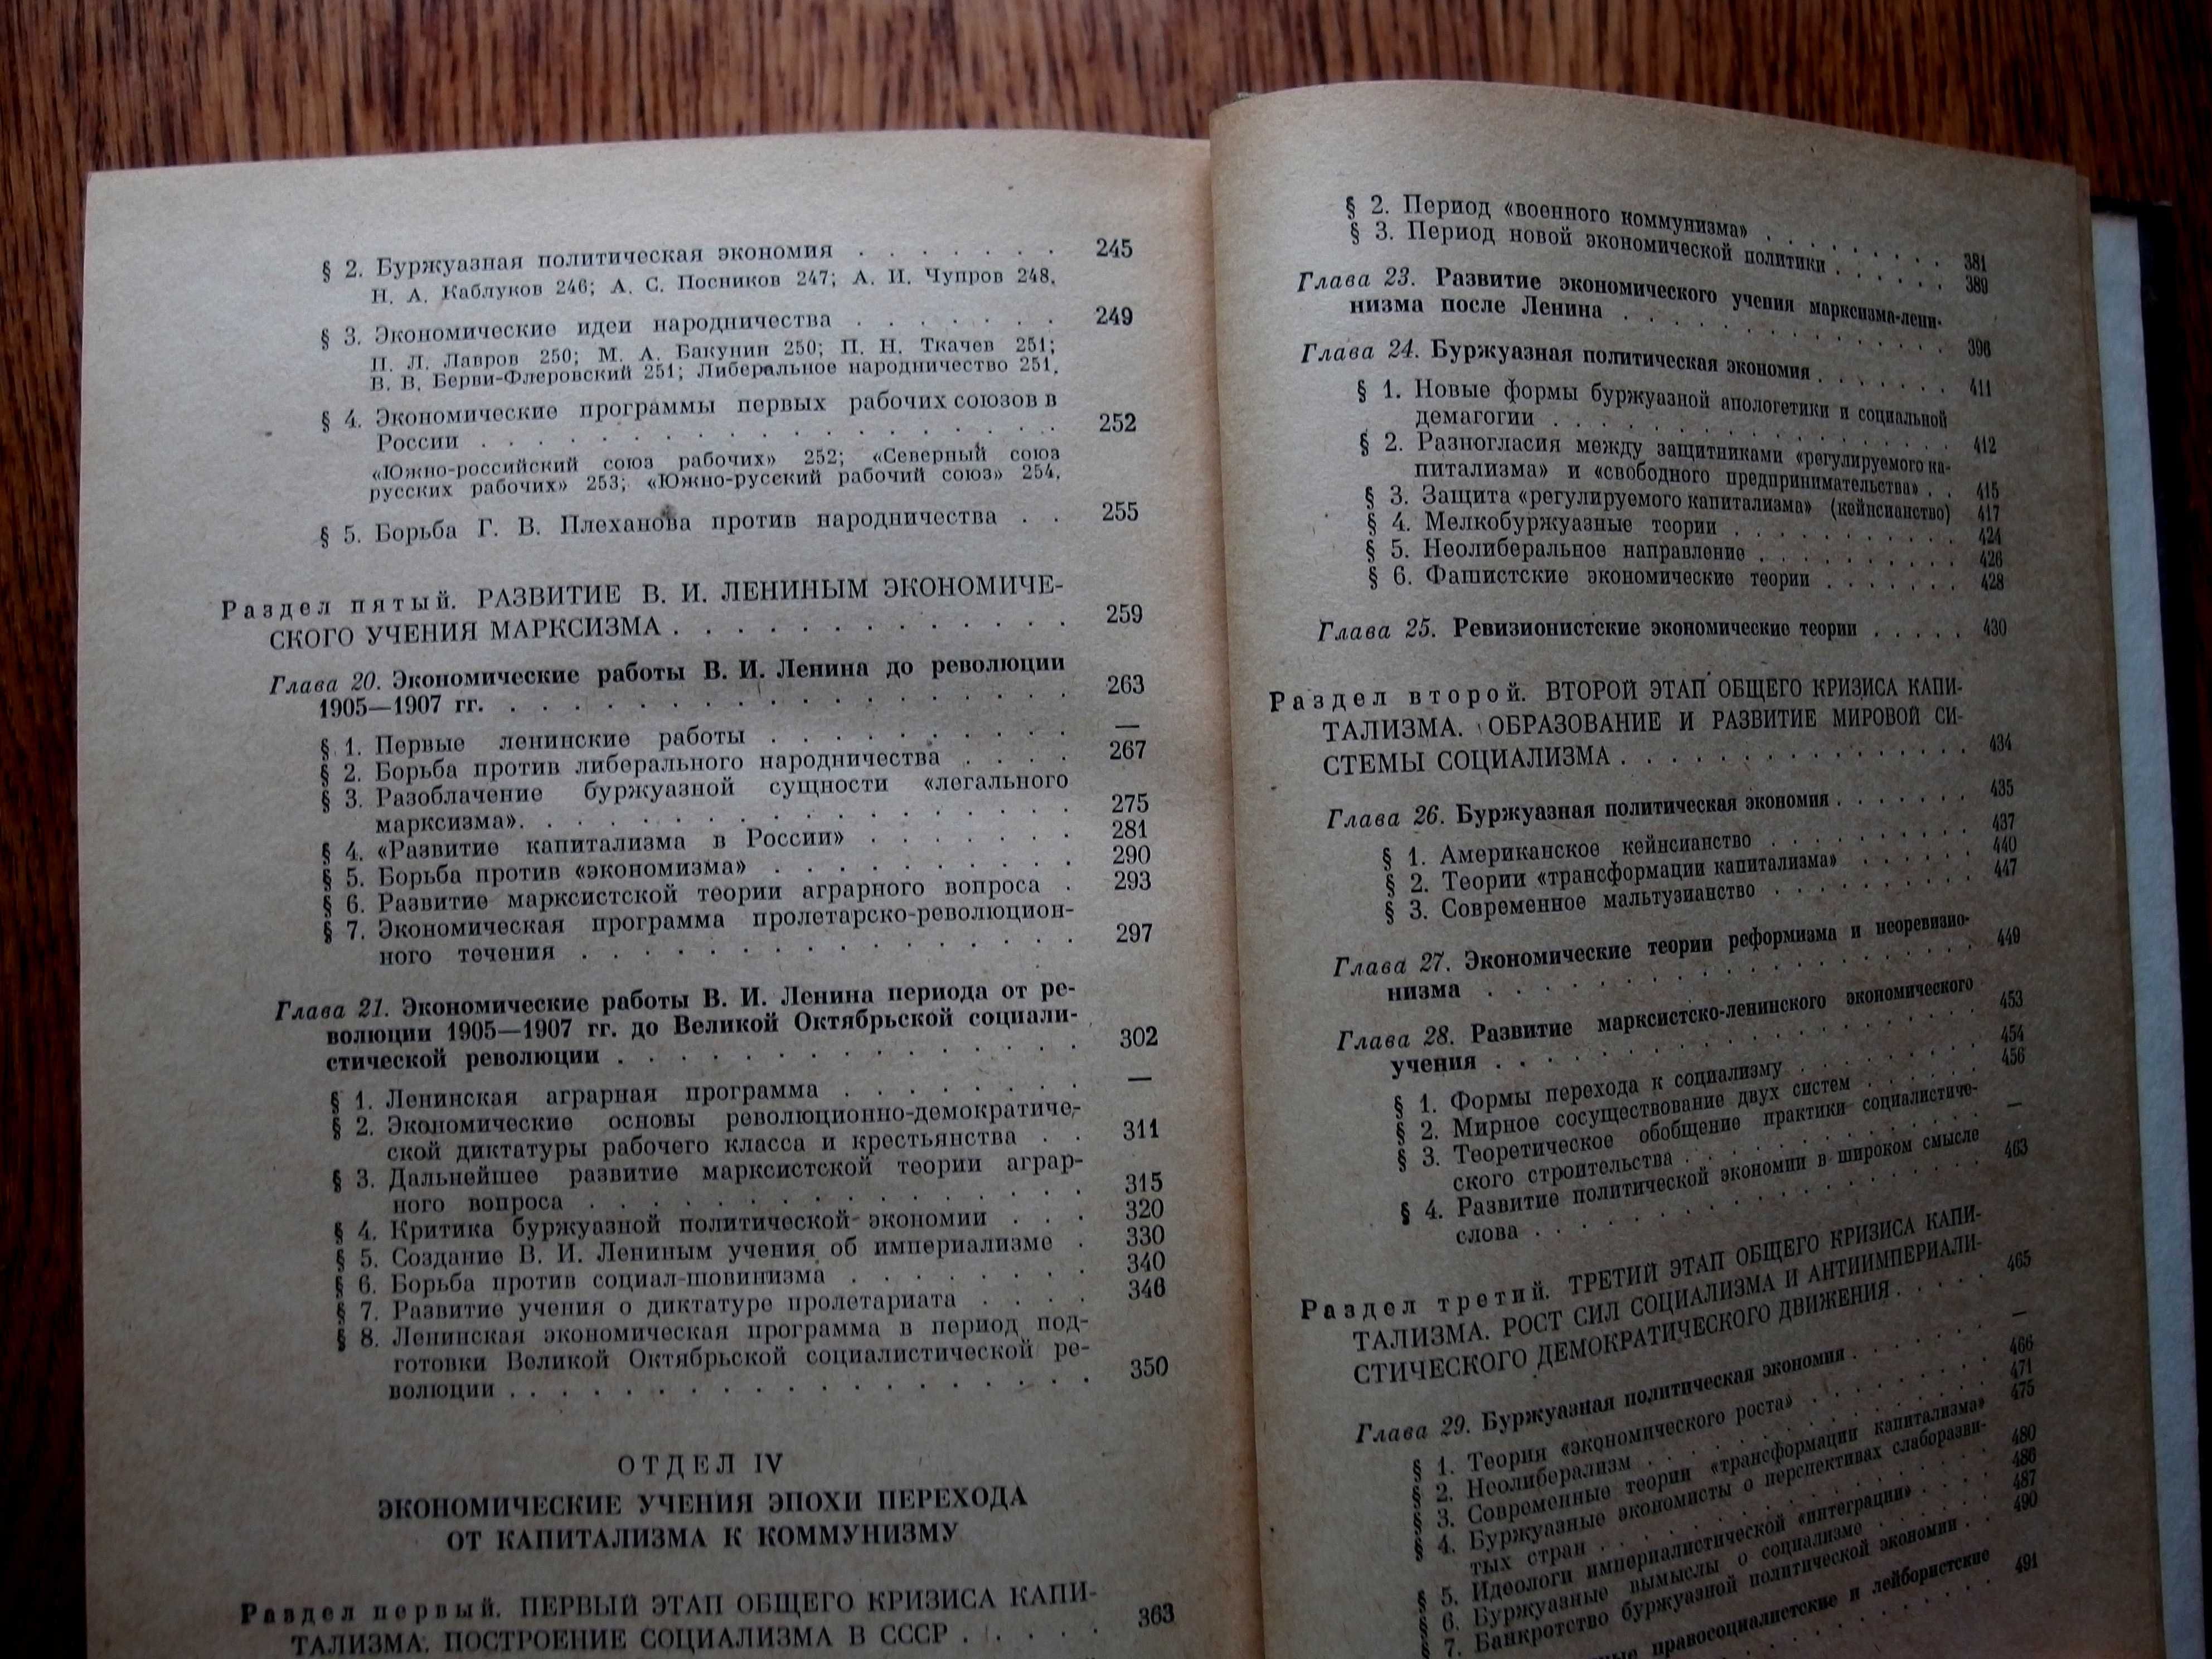 § 2. Буржуазная политическая экономия . . . . . . . 245
Н. А. Каблуков 246; А. С. Посников 247; А. И. Чупров 248.
§ 3. Экономические идеи народничества . . . . . . . 249
П. Л. Лавров 250; М. А. Бакунин 250; П. Н. Ткачев 251;
В. В. Берви-Флеровский 251; Либеральное народничество 251.
§ 4. Экономические программы первых рабочих союзов в
России . . . . . . . . . . . . . . . . . 252
«Южно-российский союз рабочих» 252; «Северный союз
русских рабочих» 253; «Южно-русский рабочий союз» 254.
§ 5. Борьба Г. В. Плеханова против народничества . . 255
Раздел пятый. РАЗВИТИЕ В. И. ЛЕНИНЫМ ЭКОНОМИЧЕ-
СКОГО УЧЕНИЯ МАРКСИЗМА . . . . . . . . . . . . . 259
Глава 20. Экономические работы В. И. Ленина до революции
1905—1907 гг. . . . . . . . . . . . . . . . . 263
§ 1. Первые ленинские работы . . . . . . . . . . —
§ 2. Борьба против либерального народничества . . . . 267
§ 3. Разоблачение буржуазной сущности «легального
марксизма». . . . . . . . . . . . . . . . . 275
§ 4. «Развитие капитализма в России» . . . . . . . 281
§ 5. Борьба против «экономизма» . . . . . . . . . . 290
§ 6. Развитие марксистской теории аграрного вопроса . 293
§ 7. Экономическая программа пролетарско-революцион-
ного течения . . . . . . . . . . . . . . . 297
Глава 21. Экономические работы В. И. Ленина периода от ре-
волюции 1905—1907 гг. до Великой Октябрьской социали-
стической революции . . . . . . . . . . . . . . 302
§ 1. Ленинская аграрная программа . . . . . . . . —
§ 2. Экономические основы революционно-демократиче-
ской диктатуры рабочего класса и крестьянства . . 311
§ 3. Дальнейшее развитие марксистской теории аграр-
ного вопроса . . . . . . . . . . . . . . . 315
§ 4. Критика буржуазной политической экономии . . . 320
§ 5. Создание В. И. Лениным учения об империализме . 330
§ 6. Борьба против социал-шовинизма . . . . . . . . 340
§ 7. Развитие учения о диктатуре пролетариата . . . . 346
§ 8. Ленинская экономическая программа в период под-
готовки Великой Октябрьской социалистической ре-
волюции . . . . . . . . . . . . . . . . . . 350
ОТДЕЛ IV
ЭКОНОМИЧЕСКИЕ УЧЕНИЯ ЭПОХИ ПЕРЕХОДА
ОТ КАПИТАЛИЗМА К КОММУНИЗМУ
Раздел первый. ПЕРВЫЙ ЭТАП ОБЩЕГО КРИЗИСА КАПИ-
ТАЛИЗМА. ПОСТРОЕНИЕ СОЦИАЛИЗМА В СССР . . . . . 363
§ 2. Период «военного коммунизма» . . . . . . . . . 381
§ 3. Период новой экономической политики . . . . . . 389
Глава 23. Развитие экономического учения марксизма-лени-
низма после Ленина . . . . . . . . . . . . . . 396
Глава 24. Буржуазная политическая экономия . . . . . . . 411
§ 1. Новые формы буржуазной апологетики и социальной
демагогии . . . . . . . . . . . . . . . . . 412
§ 2. Разногласия между защитниками «регулируемого ка-
питализма» и «свободного предпринимательства» . . 415
§ 3. Защита «регулируемого капитализма» (кейнсианство) 417
§ 4. Мелкобуржуазные теории . . . . . . . . . . . 424
§ 5. Неолиберальное направление . . . . . . . . . . 426
§ 6. Фашистские экономические теории . . . . . . . 428
Глава 25. Ревизионистские экономические теории . . . . . 430
Раздел второй. ВТОРОЙ ЭТАП ОБЩЕГО КРИЗИСА КАПИ-
ТАЛИЗМА. ОБРАЗОВАНИЕ И РАЗВИТИЕ МИРОВОЙ СИ-
СТЕМЫ СОЦИАЛИЗМА . . . . . . . . . . . . . . . 434
Глава 26. Буржуазная политическая экономия . . . . . . . 435
§ 1. Американское кейнсианство . . . . . . . . . . 437
§ 2. Теории «трансформации капитализма» . . . . . . 440
§ 3. Современное мальтузианство . . . . . . . . . . 447
Глава 27. Экономические теории реформизма и неоревизио-
низма . . . . . . . . . . . . . . . . . . . 449
Глава 28. Развитие марксистско-ленинского экономического
учения . . . . . . . . . . . . . . . . . . . 453
§ 1. Формы перехода к социализму . . . . . . . . . 454
§ 2. Мирное сосуществование двух систем . . . . . . 456
§ 3. Теоретическое обобщение практики социалистиче-
ского строительства . . . . . . . . . . . . . —
§ 4. Развитие политической экономии в широком смысле
слова . . . . . . . . . . . . . . . . . . . 463
Раздел третий. ТРЕТИЙ ЭТАП ОБЩЕГО КРИЗИСА КАПИ-
ТАЛИЗМА. РОСТ СИЛ СОЦИАЛИЗМА И АНТИИМПЕРИАЛИ-
СТИЧЕСКОГО ДЕМОКРАТИЧЕСКОГО ДВИЖЕНИЯ . . . . . 465
Глава 29. Буржуазная политическая экономия . . . . . . . —
§ 1. Теория «экономического роста» . . . . . . . . . 466
§ 2. Неолиберализм . . . . . . . . . . . . . . . 471
§ 3. Современные теории «трансформации капитализма» 475
§ 4. Буржуазные экономисты о перспективах слаборазви-
тых стран . . . . . . . . . . . . . . . . . 480
§ 5. Идеологи империалистической «интеграции» . . . . 486
§ 6. Буржуазные вымыслы о социализме . . . . . . . 487
§ 7. Банкротство буржуазной политической экономии . . 490
правосоциалистские и лейбористские
491